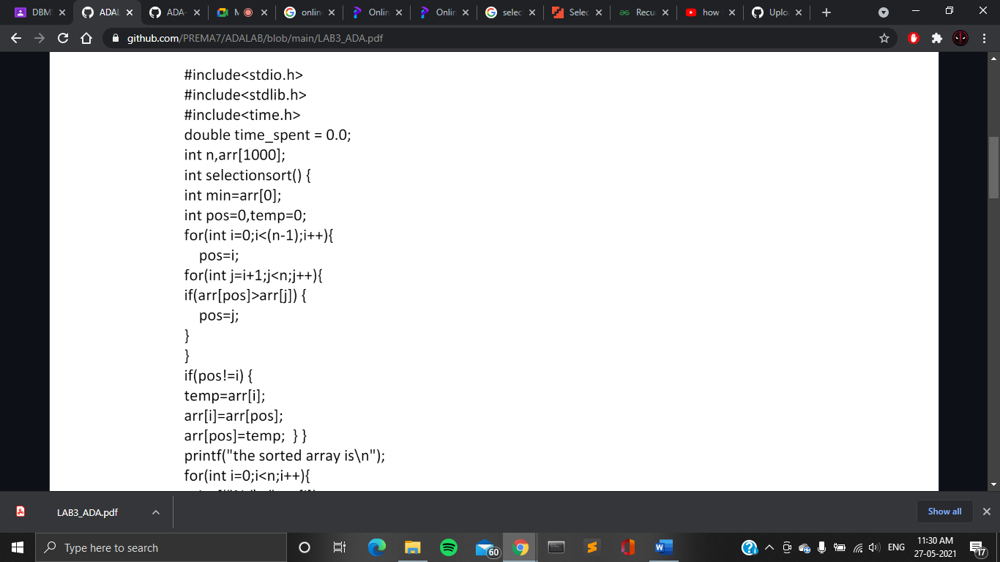 DBM
ADAL
ADA-
M
onlin
Onlin
Onlin
selec
Selec
Recu
how
Uplo
github.com/PREMA7/ADALAB/blob/main/LAB3_ADA.pdf
#include<stdio.h>
#include<stdlib.h>
#include<time.h>
double time_spent = 0.0;
int n,arr[1000];
int selectionsort() {
int min=arr[0];
int pos=0,temp=0;
for(int i=0;i<(n-1);i++){
pos=i;
for(int j=i+1;j<n;j++){
if(arr[pos]>arr[j]) {
pos=j;
}
}
if(pos!=i) {
temp=arr[i];
arr[i]=arr[pos];
arr[pos]=temp;  } }
printf("the sorted array is\n");
for(int i=0;i<n;i++){
LAB3_ADA.pdf
Show all
Type here to search
60
ENG
11:30 AM
27-05-2021
17